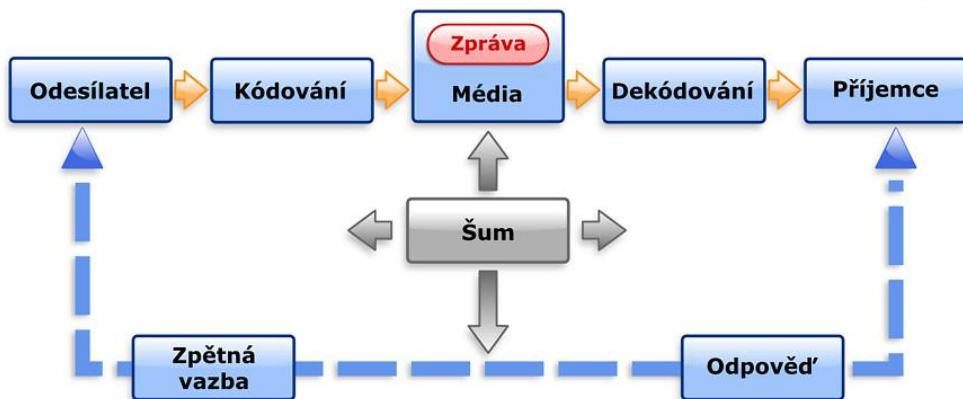 Zpráva
Odesílatel
Kódování
Média
Dekódování
Příjemce
Šum
Zpětná
vazba
Odpověď